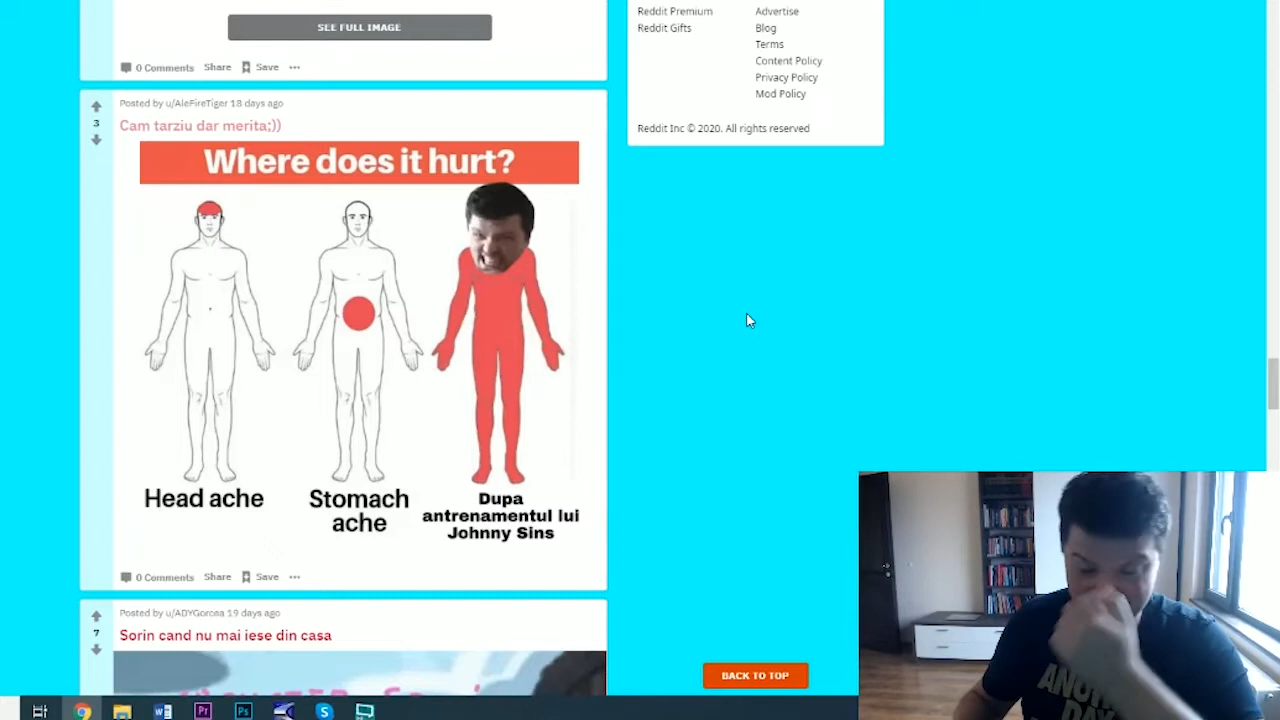 SEE FULL IMAGE
0 Comments Share Save
Reddit Premium
Reddit Gifts
Advertise
Blog
Terms
Content Policy
Privacy Policy
Mod Policy
Reddit Inc © 2020. All rights reserved
Posted by u/AleFireTiger 18 days ago
3
Cam tarziu dar merita;))
Where does it hurt?
Head ache
Stomach
ache
Dupa
antrenamentul lui
Johnny Sins
0 Comments Share Save
Posted by u/ADYGorona 19 days ago
7
Sorin cand nu mai iese din casa
BACK TO TOP
W
Pr
Ps
S